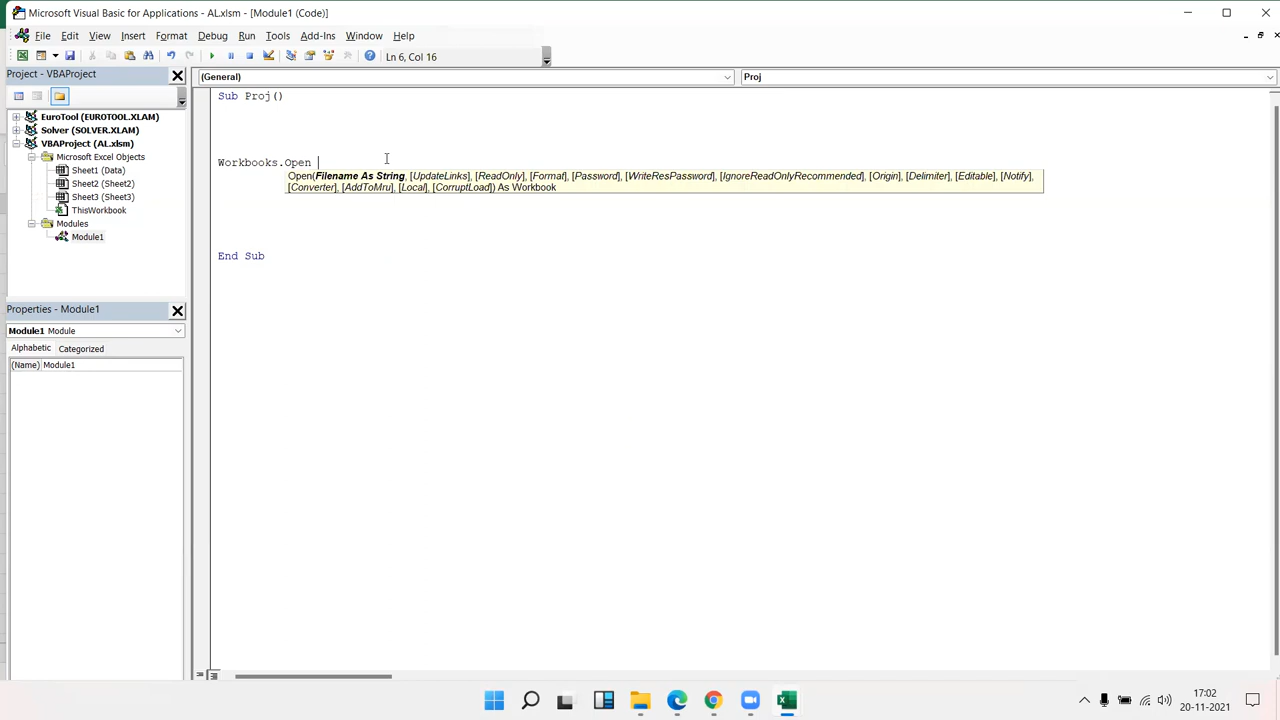 Microsoft Visual Basic for Applications - AL.xlsm - [Module1 (Code)]
File Edit View Insert Format Debug Run Tools Add-Ins Window Help
Ln 6, Col 16
Project - VBAProject
(General)
Proj
EuroTool (EUROTOOL.XLAM)
Solver (SOLVER.XLAM)
VBAProject (AL.xlsm)
Microsoft Excel Objects
Sheet1 (Data)
Sheet2 (Sheet2)
Sheet3 (Sheet3)
ThisWorkbook
Modules
Module1
Sub Proj()
Workbooks.Open
Open(Filename As String, [UpdateLinks], [ReadOnly], [Format], [Password], [WriteResPassword], [IgnoreReadOnlyRecommended], [Origin], [Delimiter], [Editable], [Notify],
[Converter], [AddToMru], [Local], [CorruptLoad]) As Workbook
End Sub
Properties - Module1
Module1 Module
Alphabetic Categorized
(Name) Module1
17:02
20-11-2021